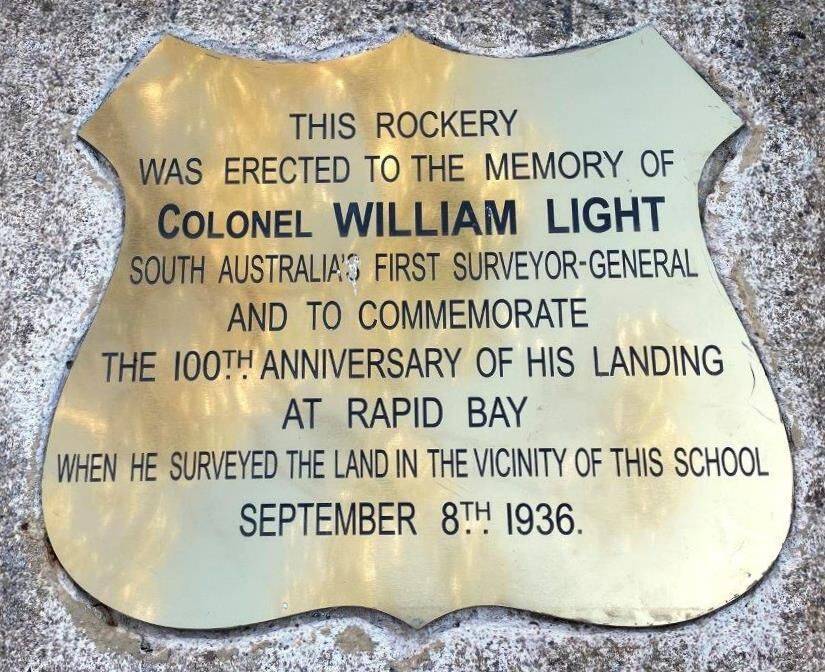 THIS ROCKERY
WAS ERECTED TO THE MEMORY OF
COLONEL WILLIAM LIGHT
SOUTH AUSTRALIA'S FIRST SURVEYOR-GENERAL
AND TO COMMEMORATE
THE 100TH ANNIVERSARY OF HIS LANDING
AT RAPID BAY
WHEN HE SURVEYED THE LAND IN THE VICINITY OF THIS SCHOOL
SEPTEMBER 8TH 1936.